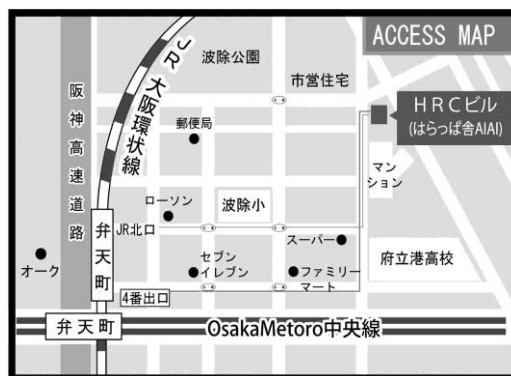 ACCESS MAP
波除公園
市営住宅
阪神高速道路
JR大阪環状線
HRCビル
(はらっぱ舎AIAI)
郵便局
マン
ション
ローソン
波除小
JR北口
弁天町
スーパー
府立港高校
オーク
セブン
イレブン
ファミリー
マート
4番出口
弁天町
OsakaMetoro中央線